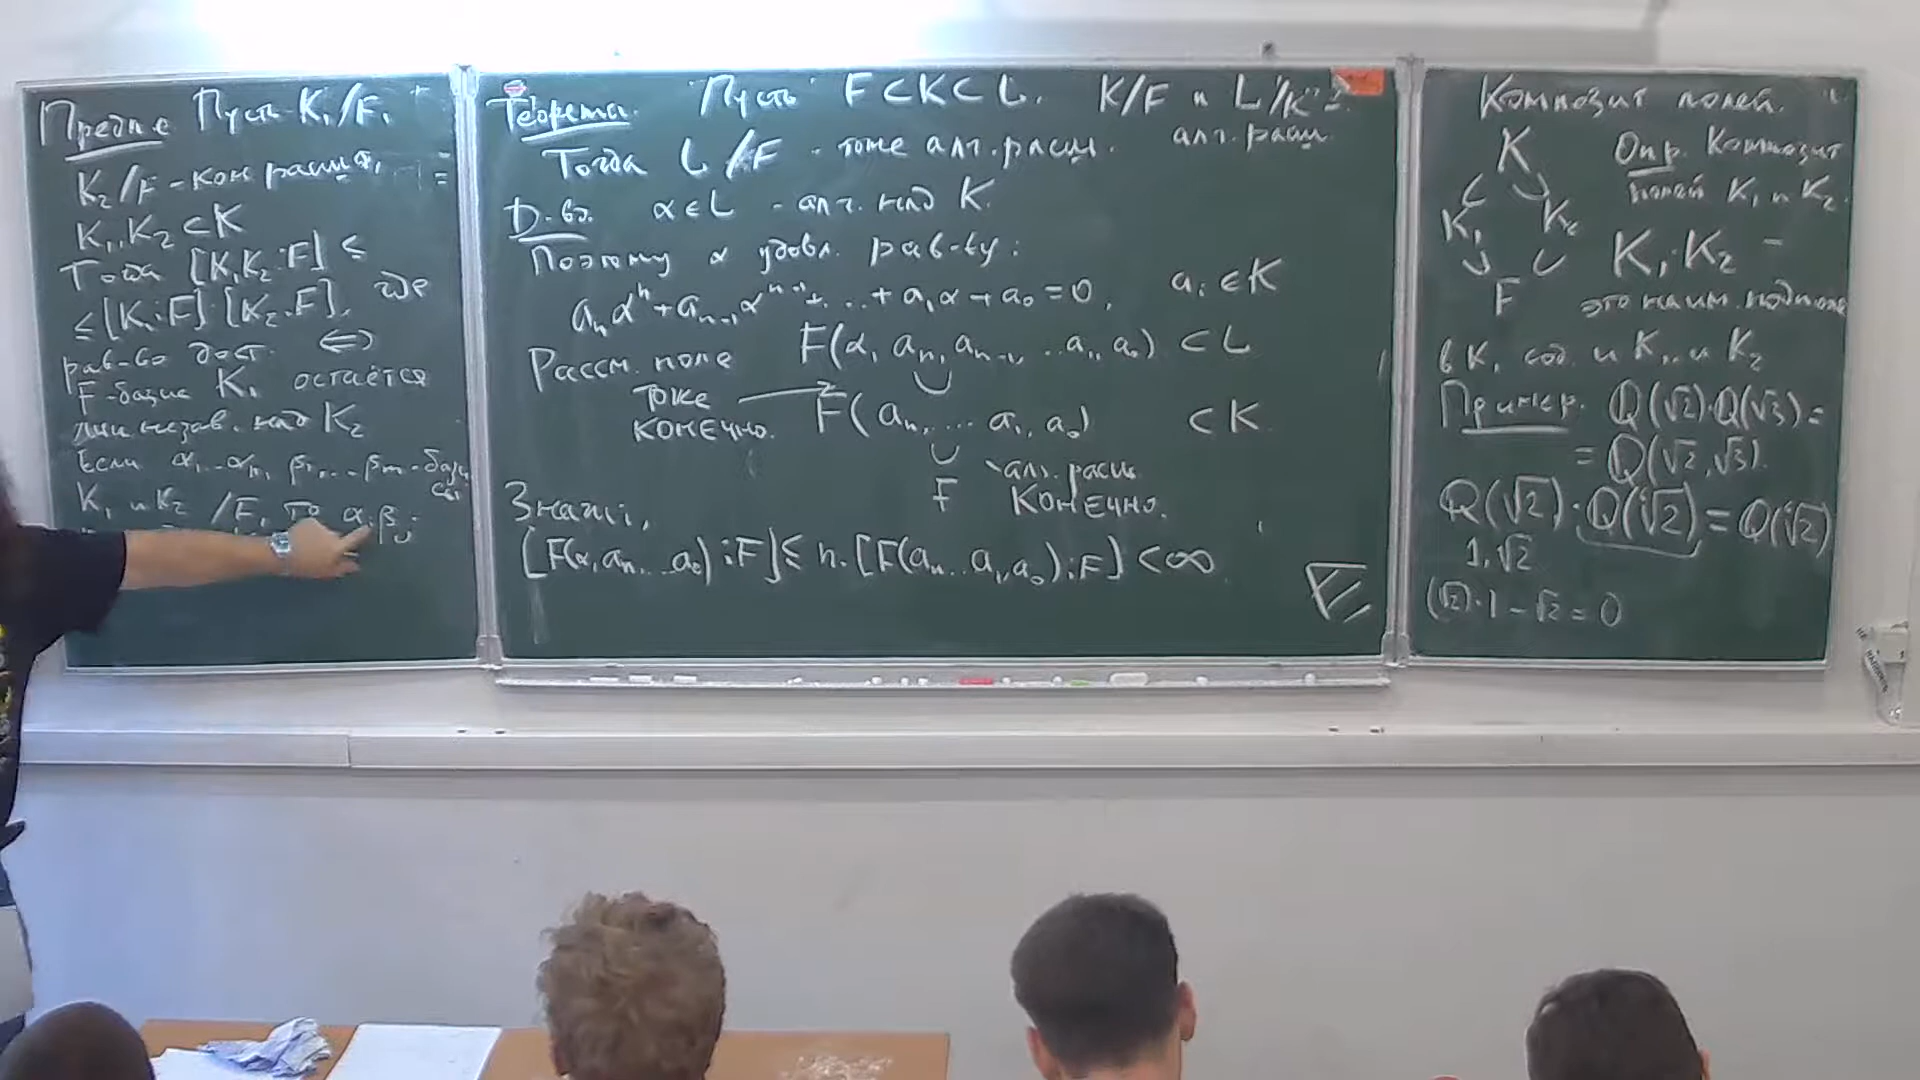 Предл-е Пусть K₁/F,
K₂/F - кон. расш-я,
K₁, K₂ ⊂ K
Тогда [K₁K₂:F] ≤
≤ [K₁:F]·[K₂:F], где
рав-во дост. ⇔
F-базис K₁ остаётся
лин. незав. над K₂
Если α₁...αₙ, β₁,...βₘ - базисы
K₁ и K₂ /F, то αᵢβⱼ
Теорема. Пусть F⊂K⊂L. K/F и L/K -
алг. расш.
Тогда L/F - тоже алг. расш.
Д-во. α∈L - алг. над K.
Поэтому α удовл. рав-ту:
aₙαⁿ+aₙ₋₁αⁿ⁻¹+...+a₁α+a₀=0, aᵢ∈K
Рассм. поле F(α, aₙ, aₙ₋₁, ..a₁, a₀) ⊂ L
∪
тоже
конечно.
F(aₙ, ... a₁, a₀) ⊂ K
∪
F
алг. расш.
конечно.
Значит,
[F(α, aₙ...a₀):F] ≤ n·[F(aₙ..a₁,a₀):F] < ∞
Композит полей.
K
K₁ K₂
F
Опр. Композит
полей K₁ и K₂.
K₁·K₂ -
это наим. подполе
в K, сод. и K₁, и K₂
Пример. Q(√2)·Q(√3)=
= Q(√2,√3).
Q(√2)·Q(i√2) = Q(i√2)
1, √2
(√2)·1 - √2 = 0